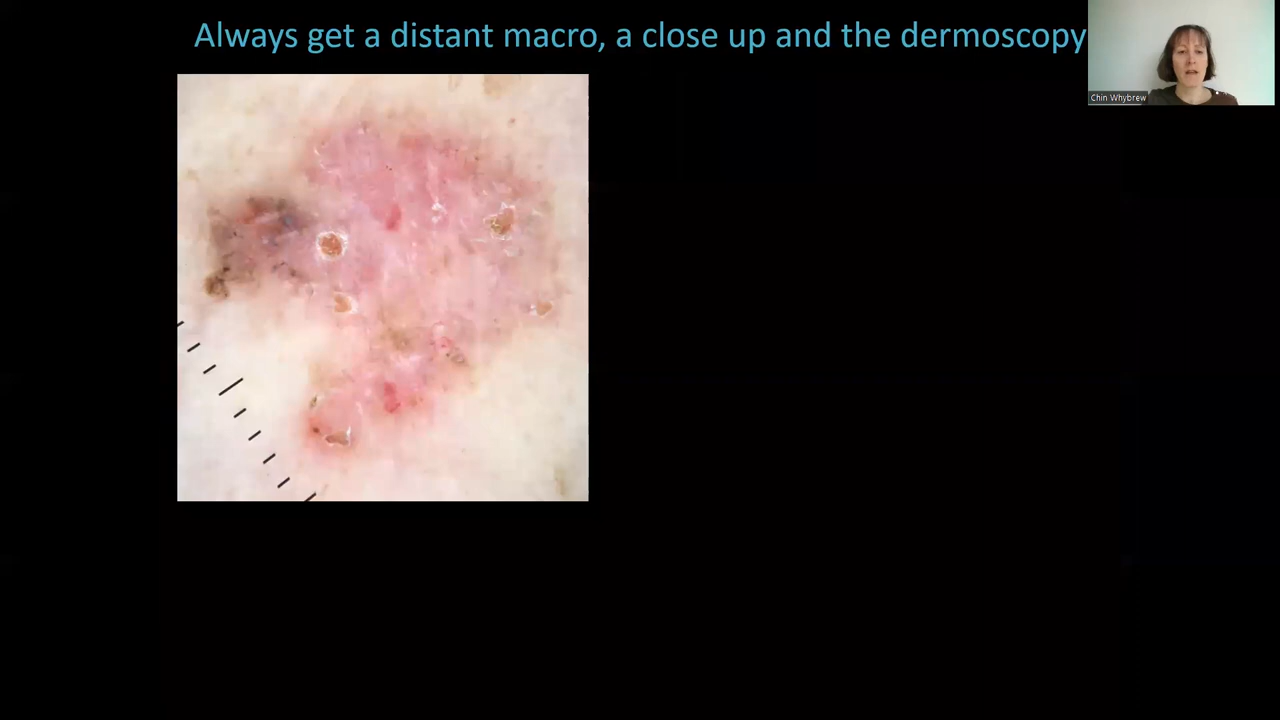 Always get a distant macro, a close up and the dermoscopy
Chin Whybrew